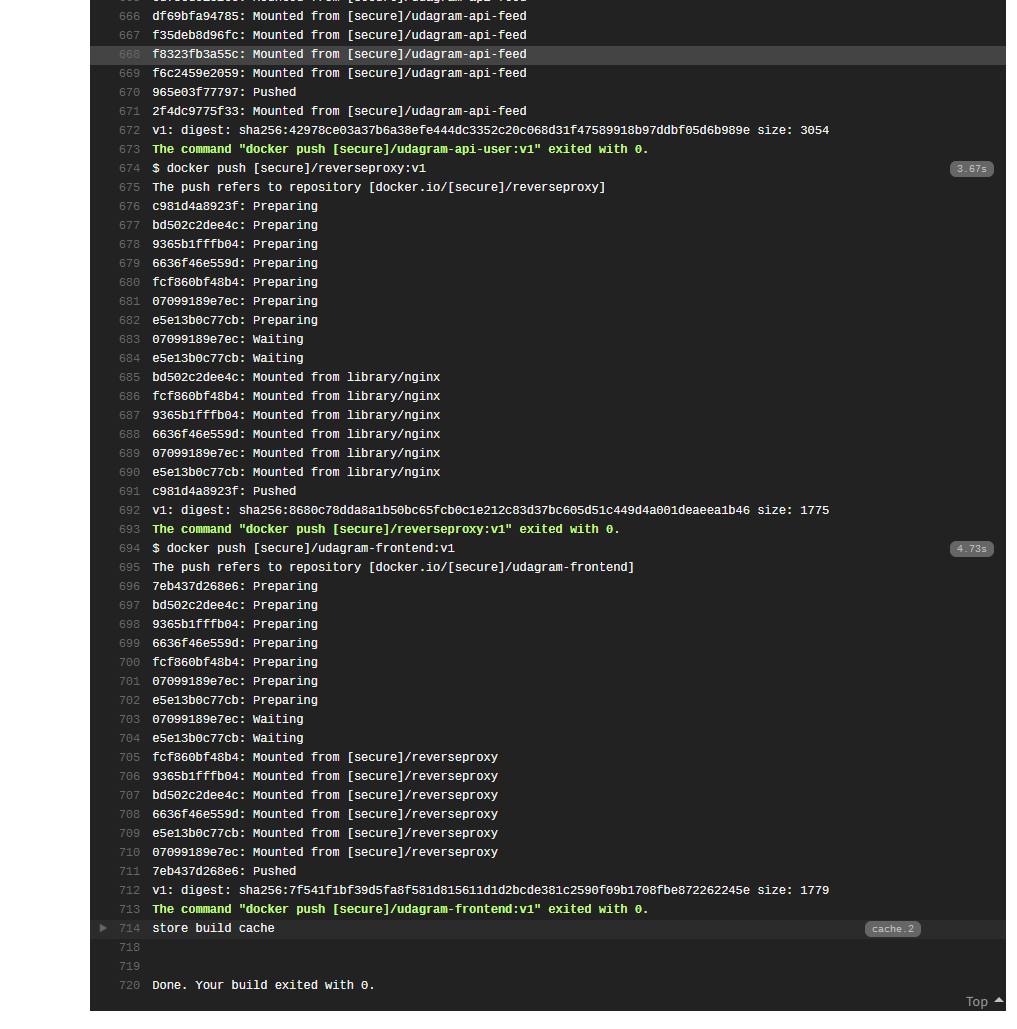 666 df69bfa94785: Mounted from [secure]/udagram-api-feed
667 f35deb8d96fc: Mounted from [secure]/udagram-api-feed
668 f8323fb3a55c: Mounted from [secure]/udagram-api-feed
669 f6c2459e2059: Mounted from [secure]/udagram-api-feed
670 965e03f77797: Pushed
671 2f4dc9775f33: Mounted from [secure]/udagram-api-feed
672 v1: digest: sha256:42978ce03a37b6a38efe444dc3352c20c068d31f47589918b97ddbf05d6b989e size: 3054
673 The command "docker push [secure]/udagram-api-user:v1" exited with 0.
674 $ docker push [secure]/reverseproxy:v1 3.67s
675 The push refers to repository [docker.io/[secure]/reverseproxy]
676 c981d4a8923f: Preparing
677 bd502c2dee4c: Preparing
678 9365b1fffb04: Preparing
679 6636f46e559d: Preparing
680 fcf860bf48b4: Preparing
681 07099189e7ec: Preparing
682 e5e13b0c77cb: Preparing
683 07099189e7ec: Waiting
684 e5e13b0c77cb: Waiting
685 bd502c2dee4c: Mounted from library/nginx
686 fcf860bf48b4: Mounted from library/nginx
687 9365b1fffb04: Mounted from library/nginx
688 6636f46e559d: Mounted from library/nginx
689 07099189e7ec: Mounted from library/nginx
690 e5e13b0c77cb: Mounted from library/nginx
691 c981d4a8923f: Pushed
692 v1: digest: sha256:8680c78dda8a1b50bc65fcb0c1e212c83d37bc605d51c449d4a001deaeea1b46 size: 1775
693 The command "docker push [secure]/reverseproxy:v1" exited with 0.
694 $ docker push [secure]/udagram-frontend:v1 4.73s
695 The push refers to repository [docker.io/[secure]/udagram-frontend]
696 7eb437d268e6: Preparing
697 bd502c2dee4c: Preparing
698 9365b1fffb04: Preparing
699 6636f46e559d: Preparing
700 fcf860bf48b4: Preparing
701 07099189e7ec: Preparing
702 e5e13b0c77cb: Preparing
703 07099189e7ec: Waiting
704 e5e13b0c77cb: Waiting
705 fcf860bf48b4: Mounted from [secure]/reverseproxy
706 9365b1fffb04: Mounted from [secure]/reverseproxy
707 bd502c2dee4c: Mounted from [secure]/reverseproxy
708 6636f46e559d: Mounted from [secure]/reverseproxy
709 e5e13b0c77cb: Mounted from [secure]/reverseproxy
710 07099189e7ec: Mounted from [secure]/reverseproxy
711 7eb437d268e6: Pushed
712 v1: digest: sha256:7f541f1bf39d5fa8f581d815611d1d2bcde381c2590f09b1708fbe872262245e size: 1779
713 The command "docker push [secure]/udagram-frontend:v1" exited with 0.
714 store build cache cache.2
718
719
720 Done. Your build exited with 0.
Top